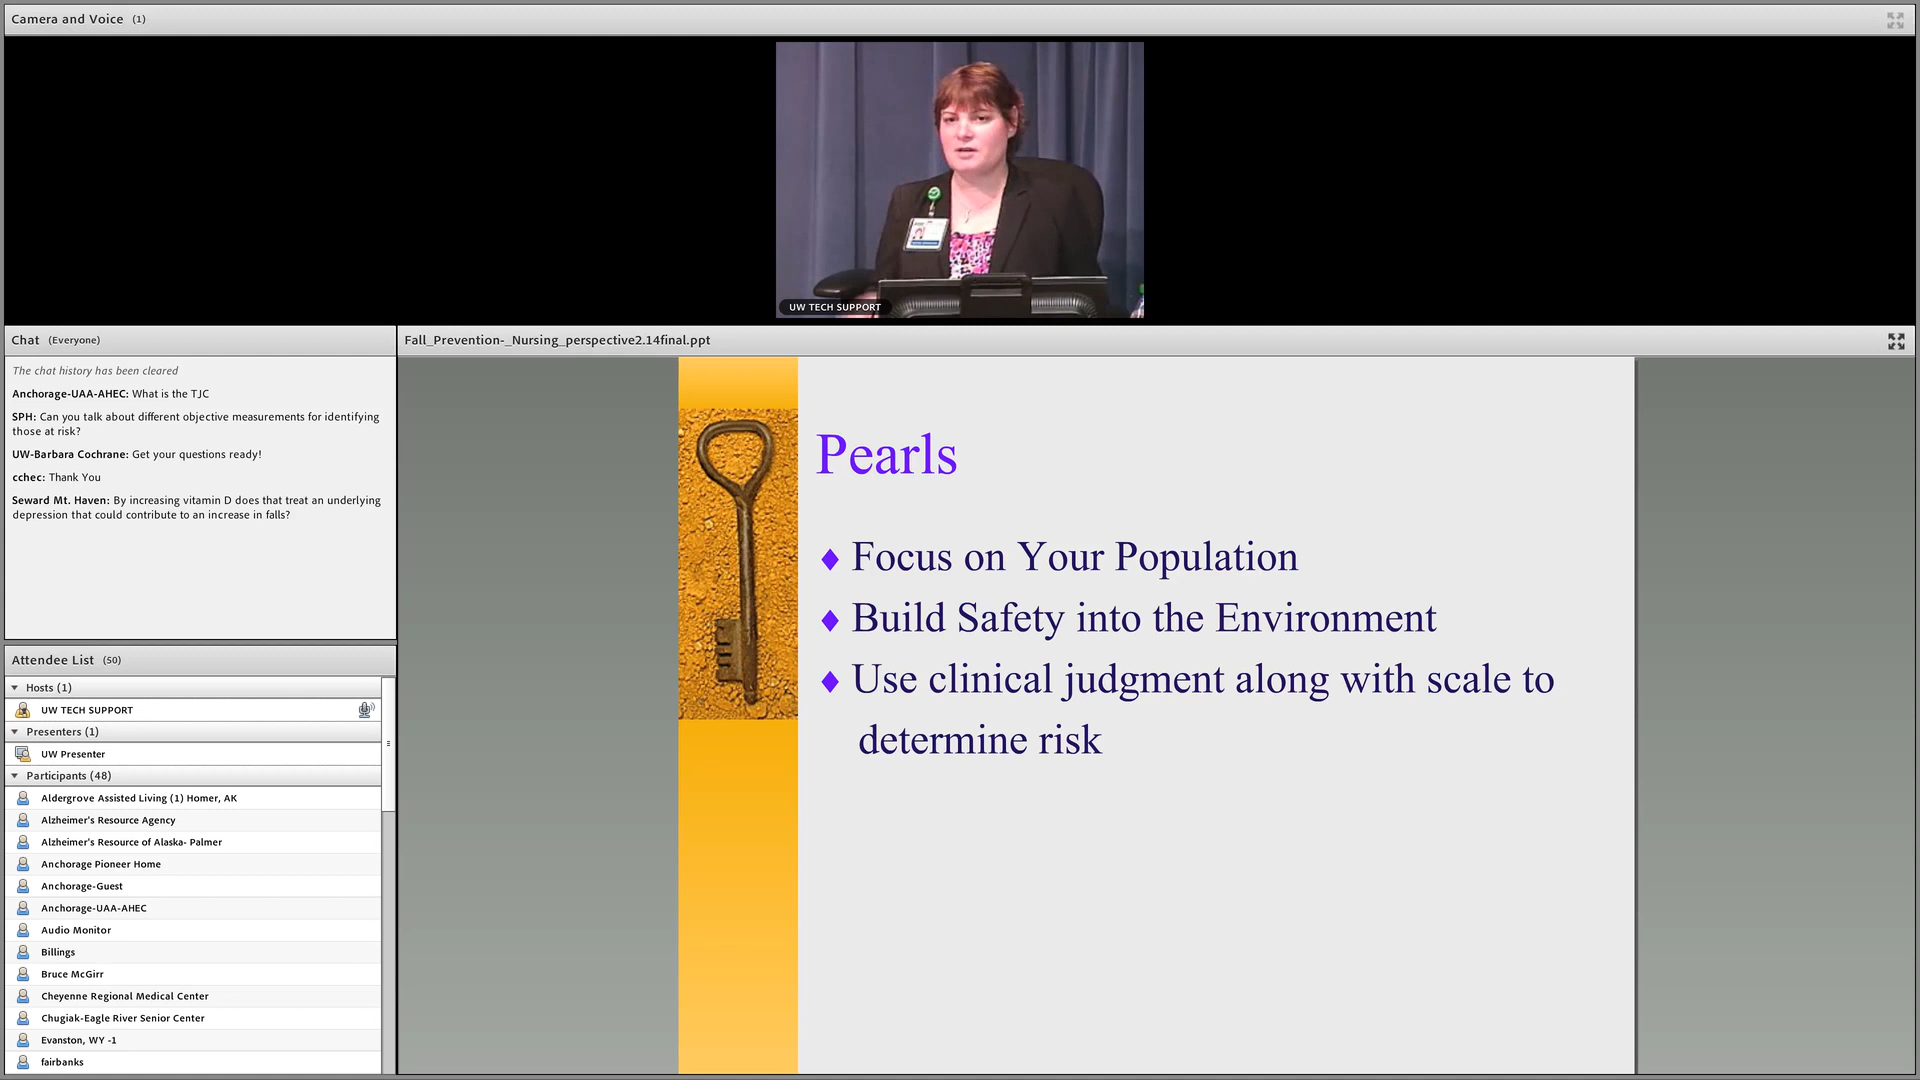 Camera and Voice (1)
UW TECH SUPPORT
Chat (Everyone)
The chat history has been cleared
Anchorage-UAA-AHEC: What is the TJC
SPH: Can you talk about different objective measurements for identifying
those at risk?
UW-Barbara Cochrane: Get your questions ready!
cchec: Thank You
Seward Mt. Haven: By increasing vitamin D does that treat an underlying
depression that could contribute to an increase in falls?
Attendee List (50)
Hosts (1)
UW TECH SUPPORT
Presenters (1)
UW Presenter
Participants (48)
Aldergrove Assisted Living (1) Homer, AK
Alzheimer's Resource Agency
Alzheimer's Resource of Alaska- Palmer
Anchorage Pioneer Home
Anchorage-Guest
Anchorage-UAA-AHEC
Audio Monitor
Billings
Bruce McGirr
Cheyenne Regional Medical Center
Chugiak-Eagle River Senior Center
Evanston, WY -1
fairbanks
Fall_Prevention-_Nursing_perspective2.14final.ppt
Pearls
♦ Focus on Your Population
♦ Build Safety into the Environment
♦ Use clinical judgment along with scale to
determine risk